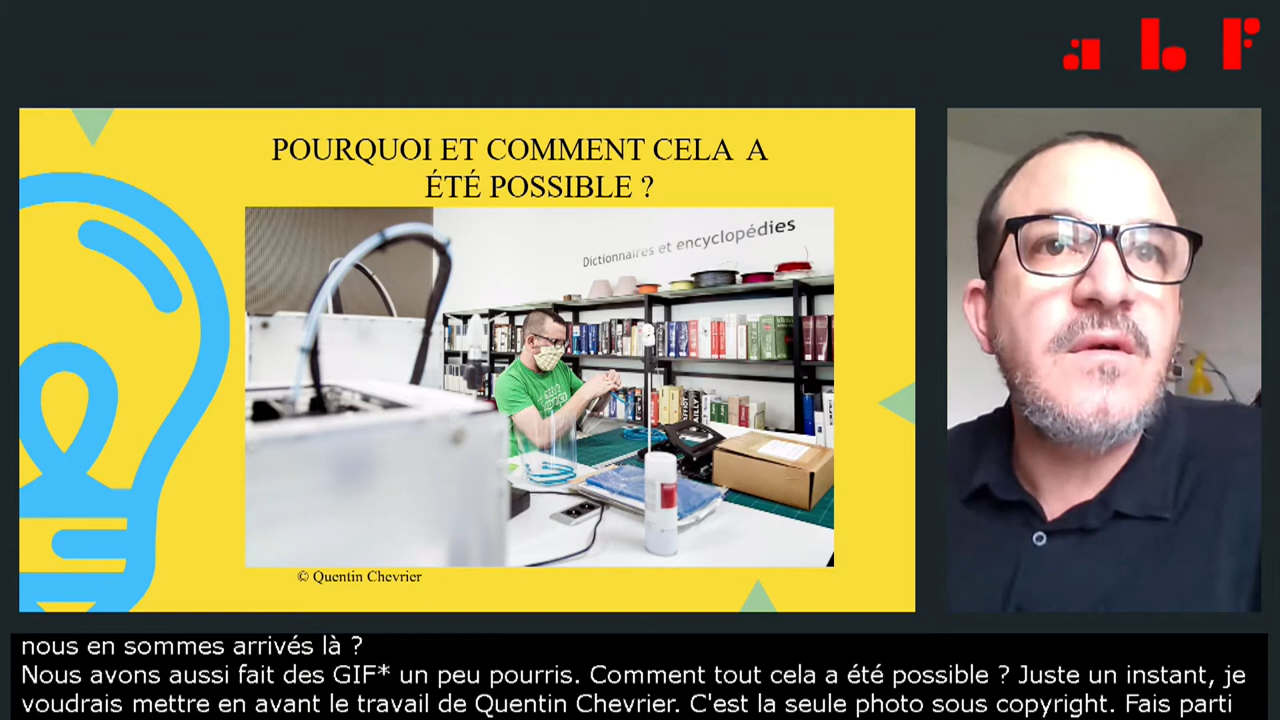 abf
POURQUOI ET COMMENT CELA A
ÉTÉ POSSIBLE ?
Dictionnaires et encyclopédies
© Quentin Chevrier
nous en sommes arrivés là ?
Nous avons aussi fait des GIF* un peu pourris. Comment tout cela a été possible ? Juste un instant, je
voudrais mettre en avant le travail de Quentin Chevrier. C'est la seule photo sous copyright. Fais parti